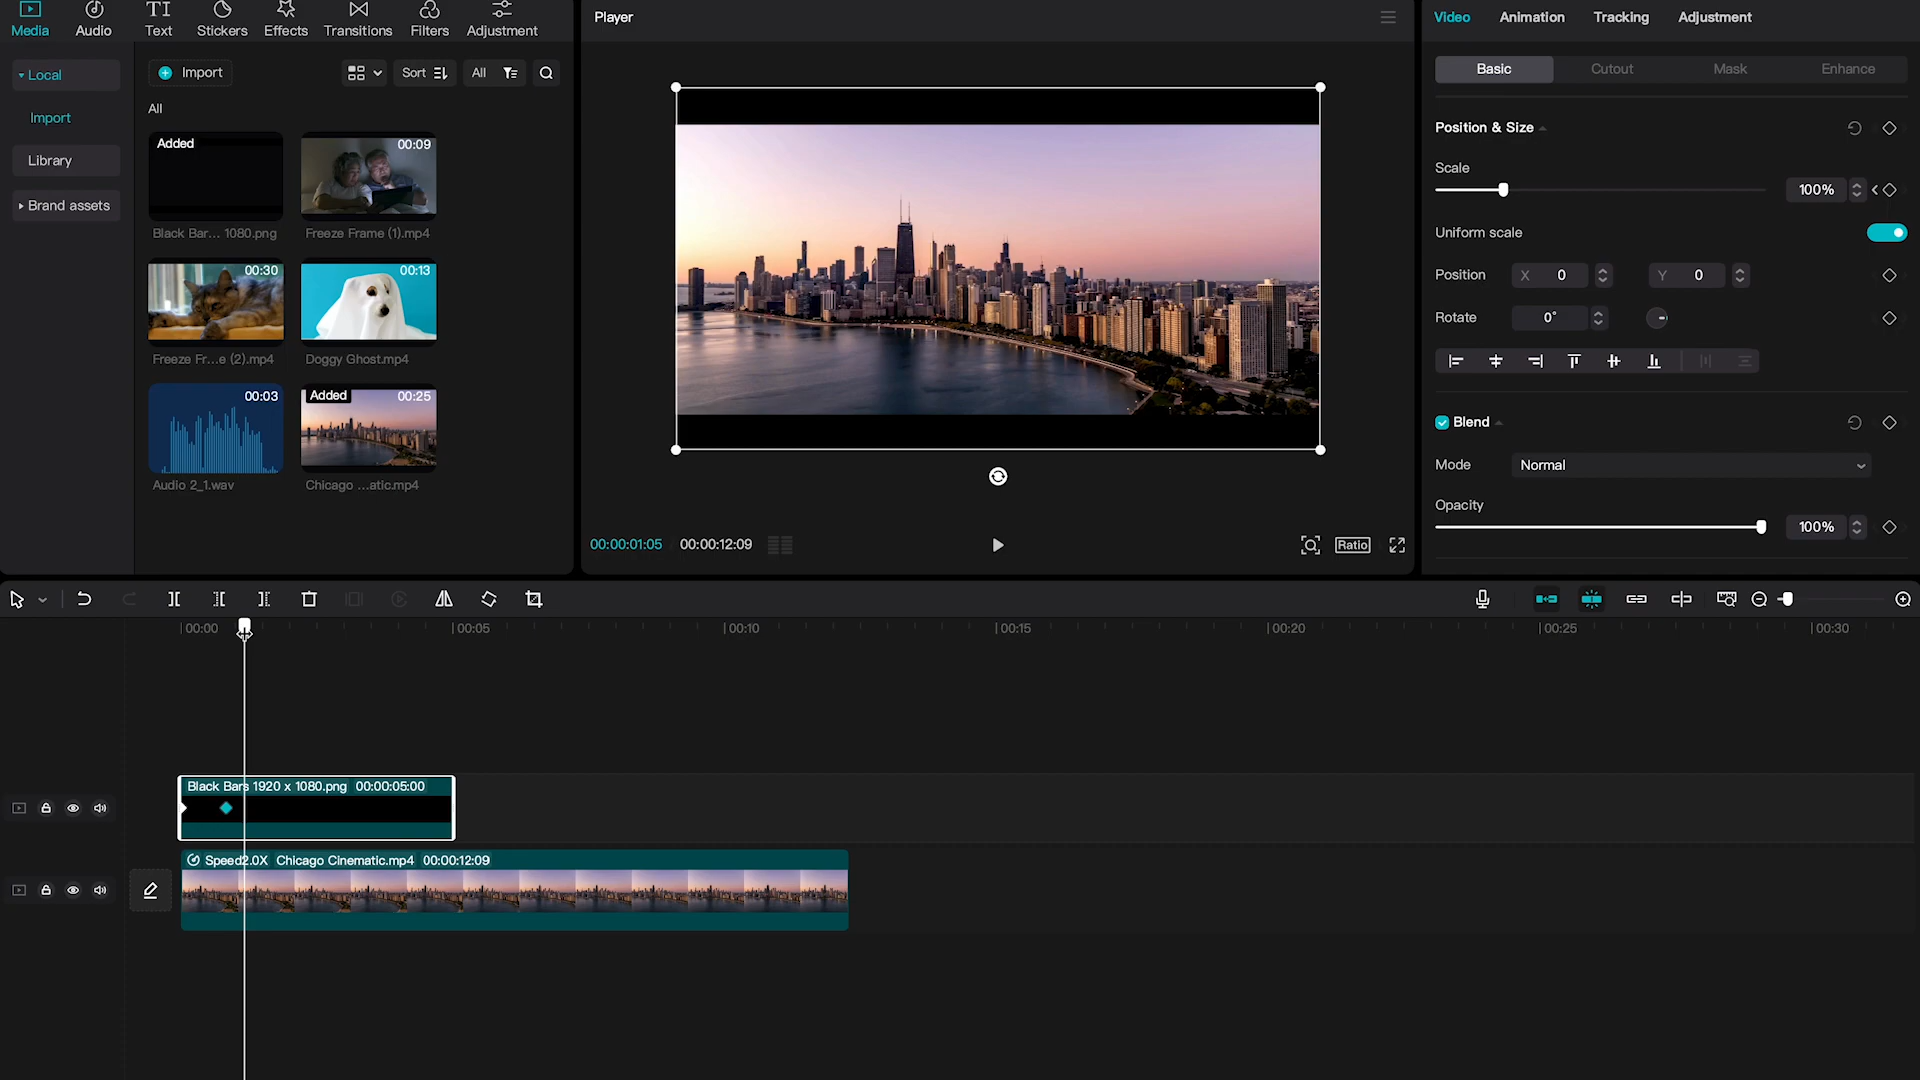 Media Audio Text Stickers Effects Transitions Filters Adjustment
Local
Import
Library
Brand assets
Import
Sort
All
All
Added
Black Bar... 1080.png
00:09
Freeze Frame (1).mp4
00:30
Freeze Fr...e (2).mp4
00:13
Doggy Ghost.mp4
00:03
Audio 2_1.wav
Added 00:25
Chicago ...atic.mp4
Player
00:00:01:05 00:00:12:09
Ratio
Video Animation Tracking Adjustment
Basic Cutout Mask Enhance
Position & Size
Scale
100%
Uniform scale
Position X 0 Y 0
Rotate 0°
Blend
Mode Normal
Opacity
100%
00:00 00:05 00:10 00:15 00:20 00:25 00:30
Black Bars 1920 x 1080.png 00:00:05:00
Speed2.0X Chicago Cinematic.mp4 00:00:12:09